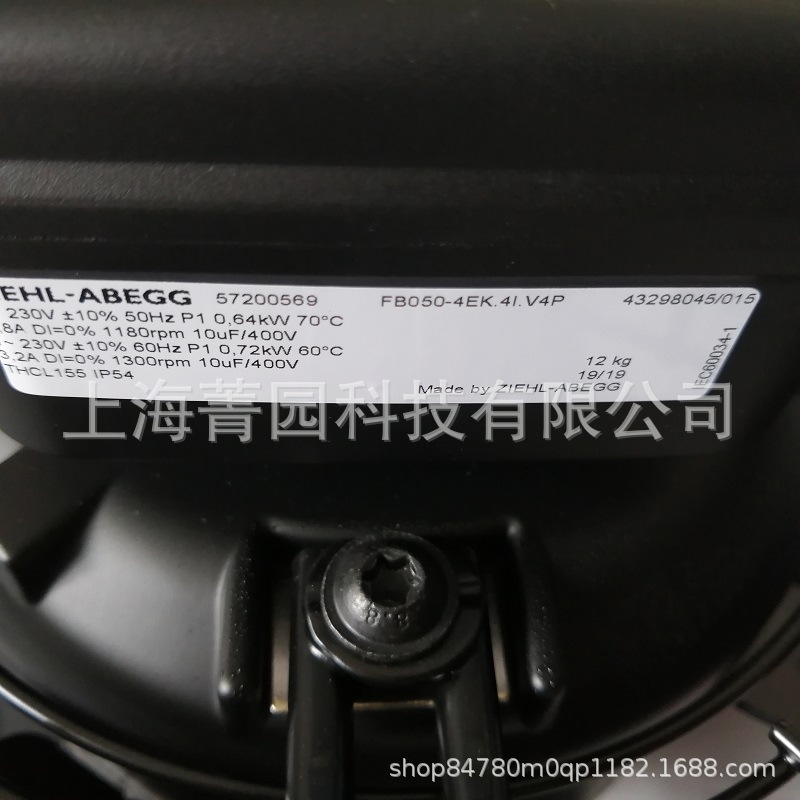 EHL-ABEGG 57200569 FB050-4EK.4I.V4P 43298045/015
230V ±10% 50Hz P1 0,64kW 70°C
,8A DI=0% 1180rpm 10uF/400V
~ 230V ±10% 60Hz P1 0,72kW 60°C
3,2A DI=0% 1300rpm 10uF/400V
THCL155 IP54
12 kg
19/19
Made by ZIEHL-ABEGG
IEC60034-1
上海菁园科技有限公司
8.8
shop84780m0qp1182.1688.com